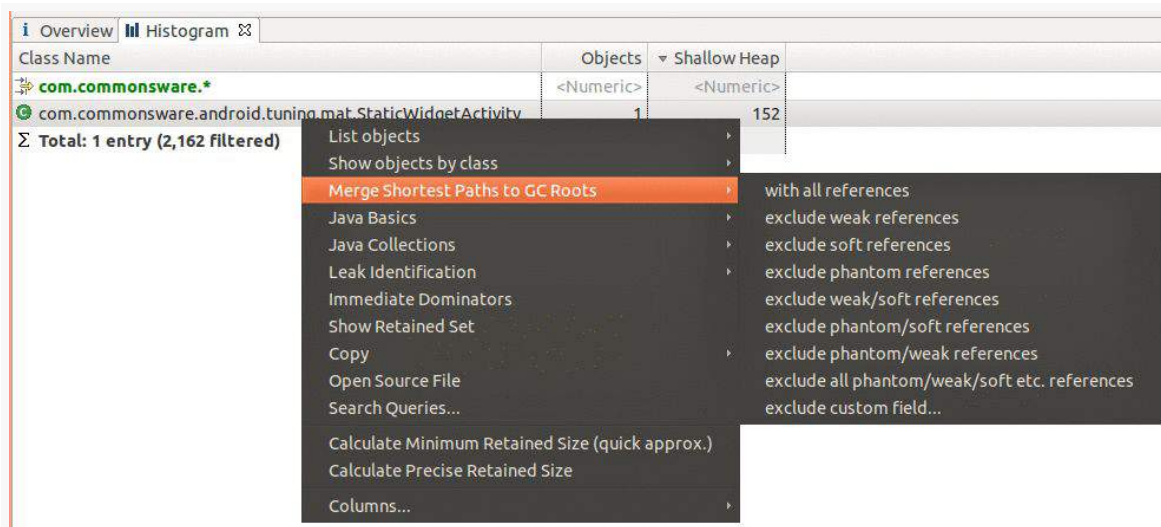 Overview Histogram
Class Name Objects Shallow Heap
com.commonsware.* <Numeric> <Numeric>
com.commonsware.android.tuning.mat.StaticWidgetActivity 1 152
Σ Total: 1 entry (2,162 filtered)
List objects
Show objects by class
Merge Shortest Paths to GC Roots
Java Basics
Java Collections
Leak Identification
Immediate Dominators
Show Retained Set
Copy
Open Source File
Search Queries...
Calculate Minimum Retained Size (quick approx.)
Calculate Precise Retained Size
Columns...
with all references
exclude weak references
exclude soft references
exclude phantom references
exclude weak/soft references
exclude phantom/soft references
exclude phantom/weak references
exclude all phantom/weak/soft etc. references
exclude custom field...